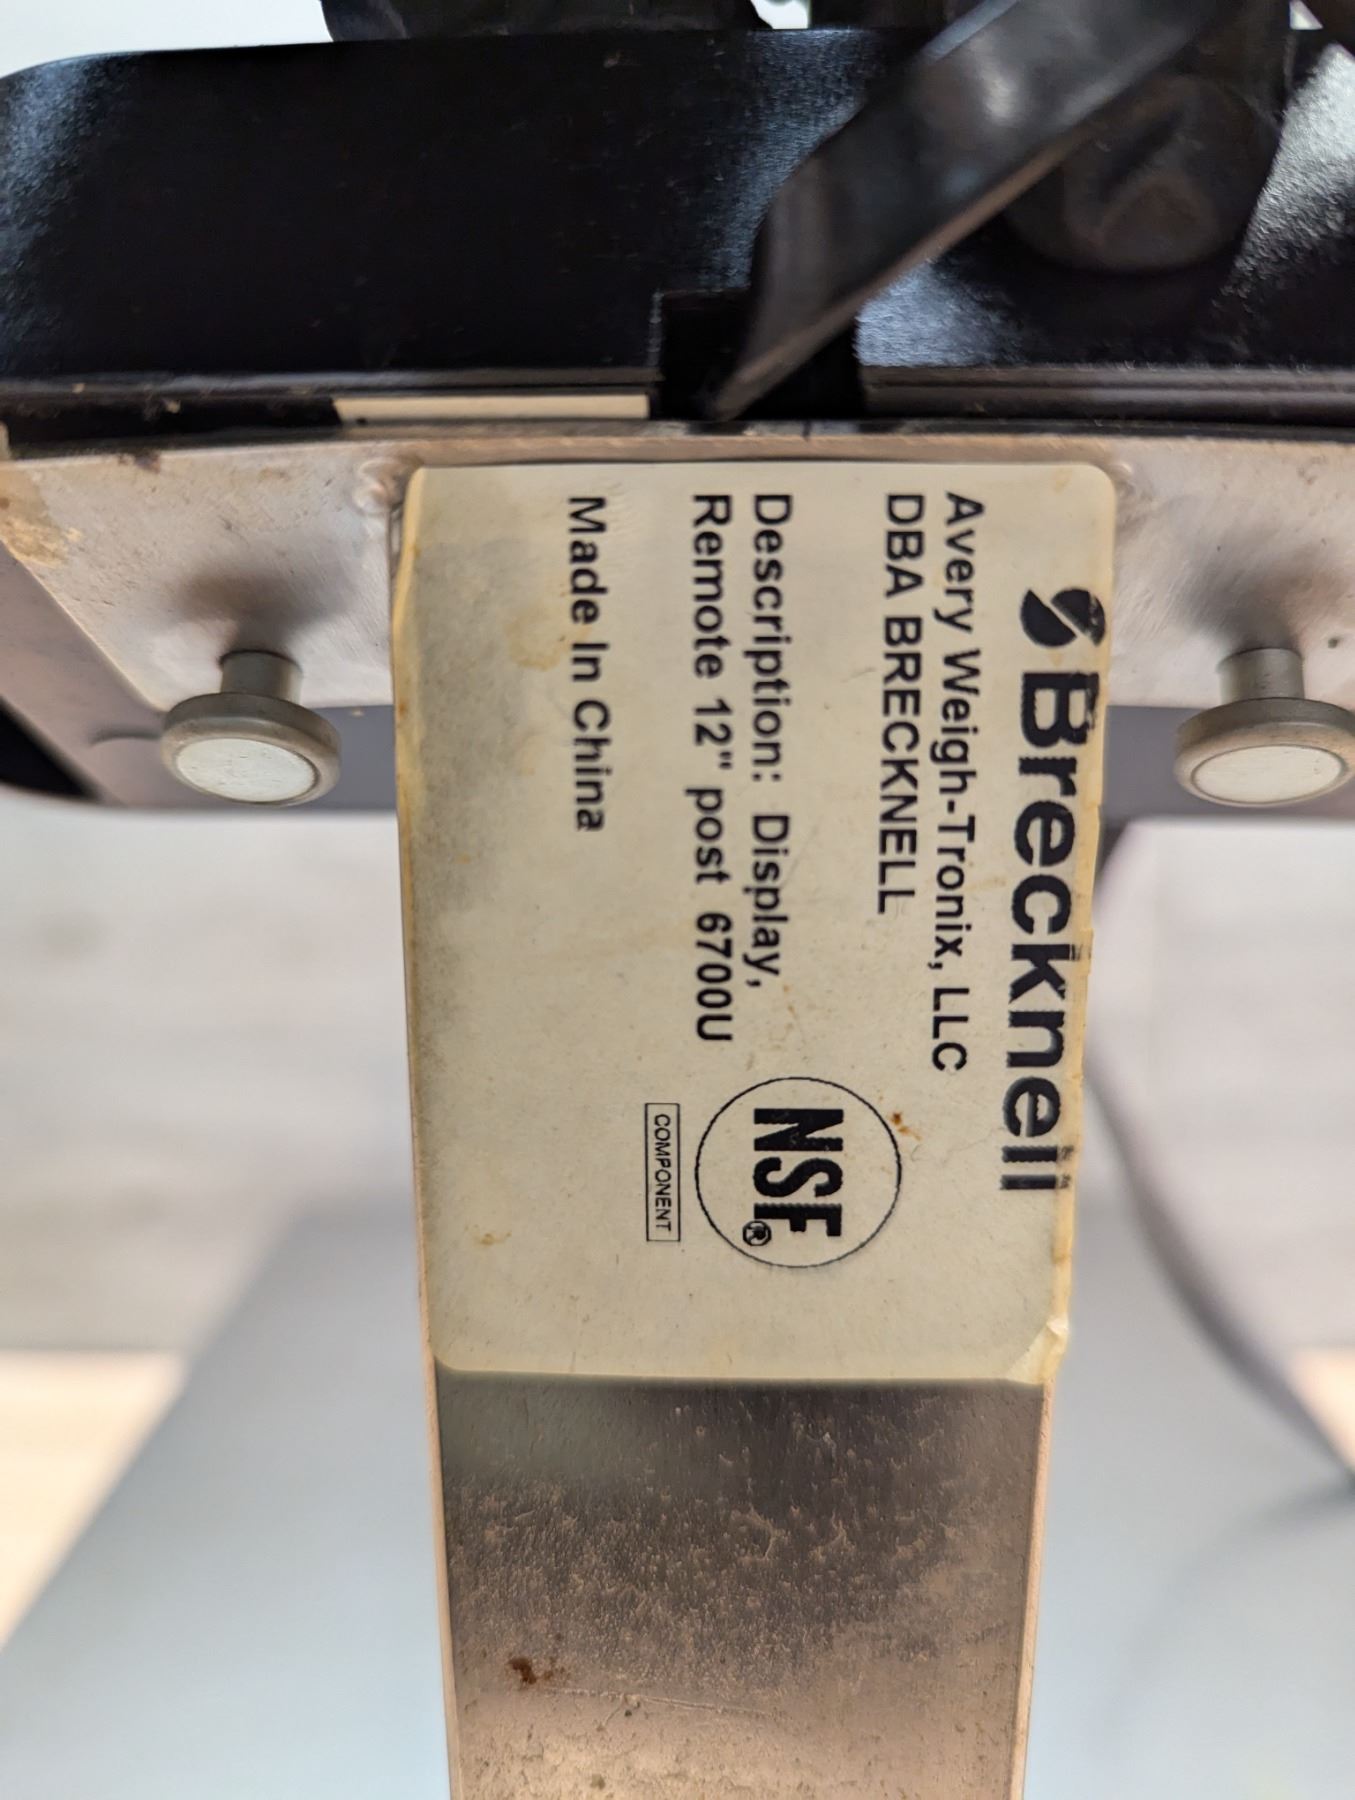 Brecknell
Avery Weigh-Tronix, LLC
DBA BRECKNELL
Description: Display,
Remote 12" post 6700U
Made In China
NSF®
COMPONENT